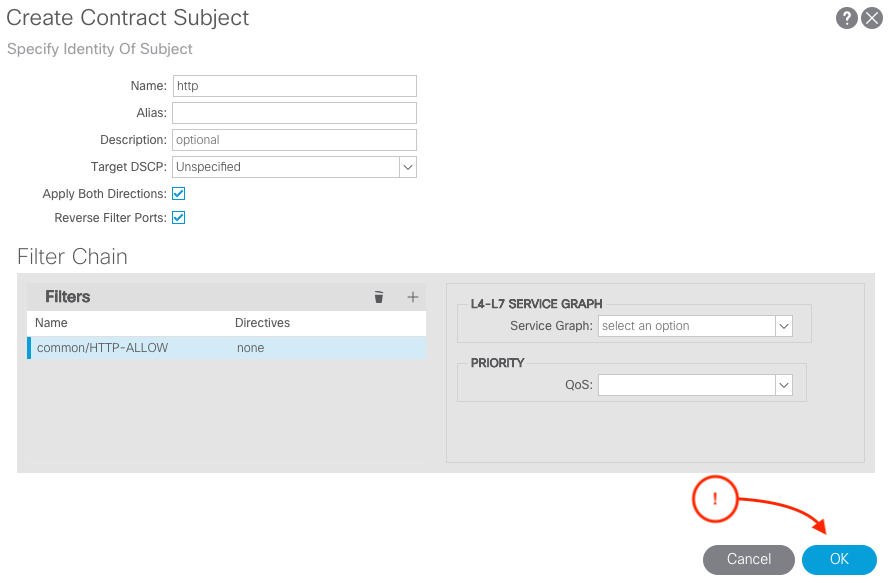 Create Contract Subject ?
Specify Identity Of Subject
Name: http
Alias:
Description: optional
Target DSCP: Unspecified
Apply Both Directions:
Reverse Filter Ports:
Filter Chain
Filters
Name Directives
common/HTTP-ALLOW none
L4-L7 SERVICE GRAPH
Service Graph: select an option
PRIORITY
QoS:
!
Cancel OK